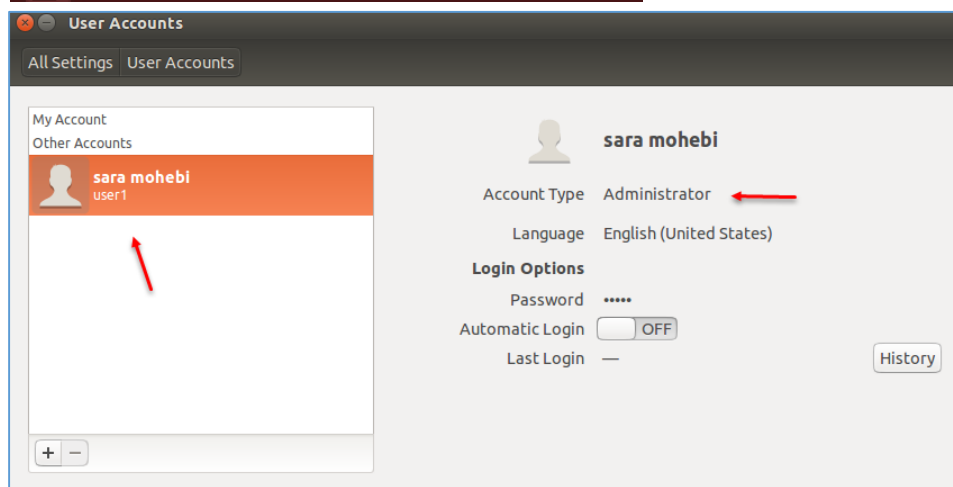 User Accounts
All Settings User Accounts
My Account
Other Accounts
sara mohebi
user1
sara mohebi
Account Type Administrator
Language English (United States)
Login Options
Password •••••
Automatic Login OFF
Last Login —
History
+ −